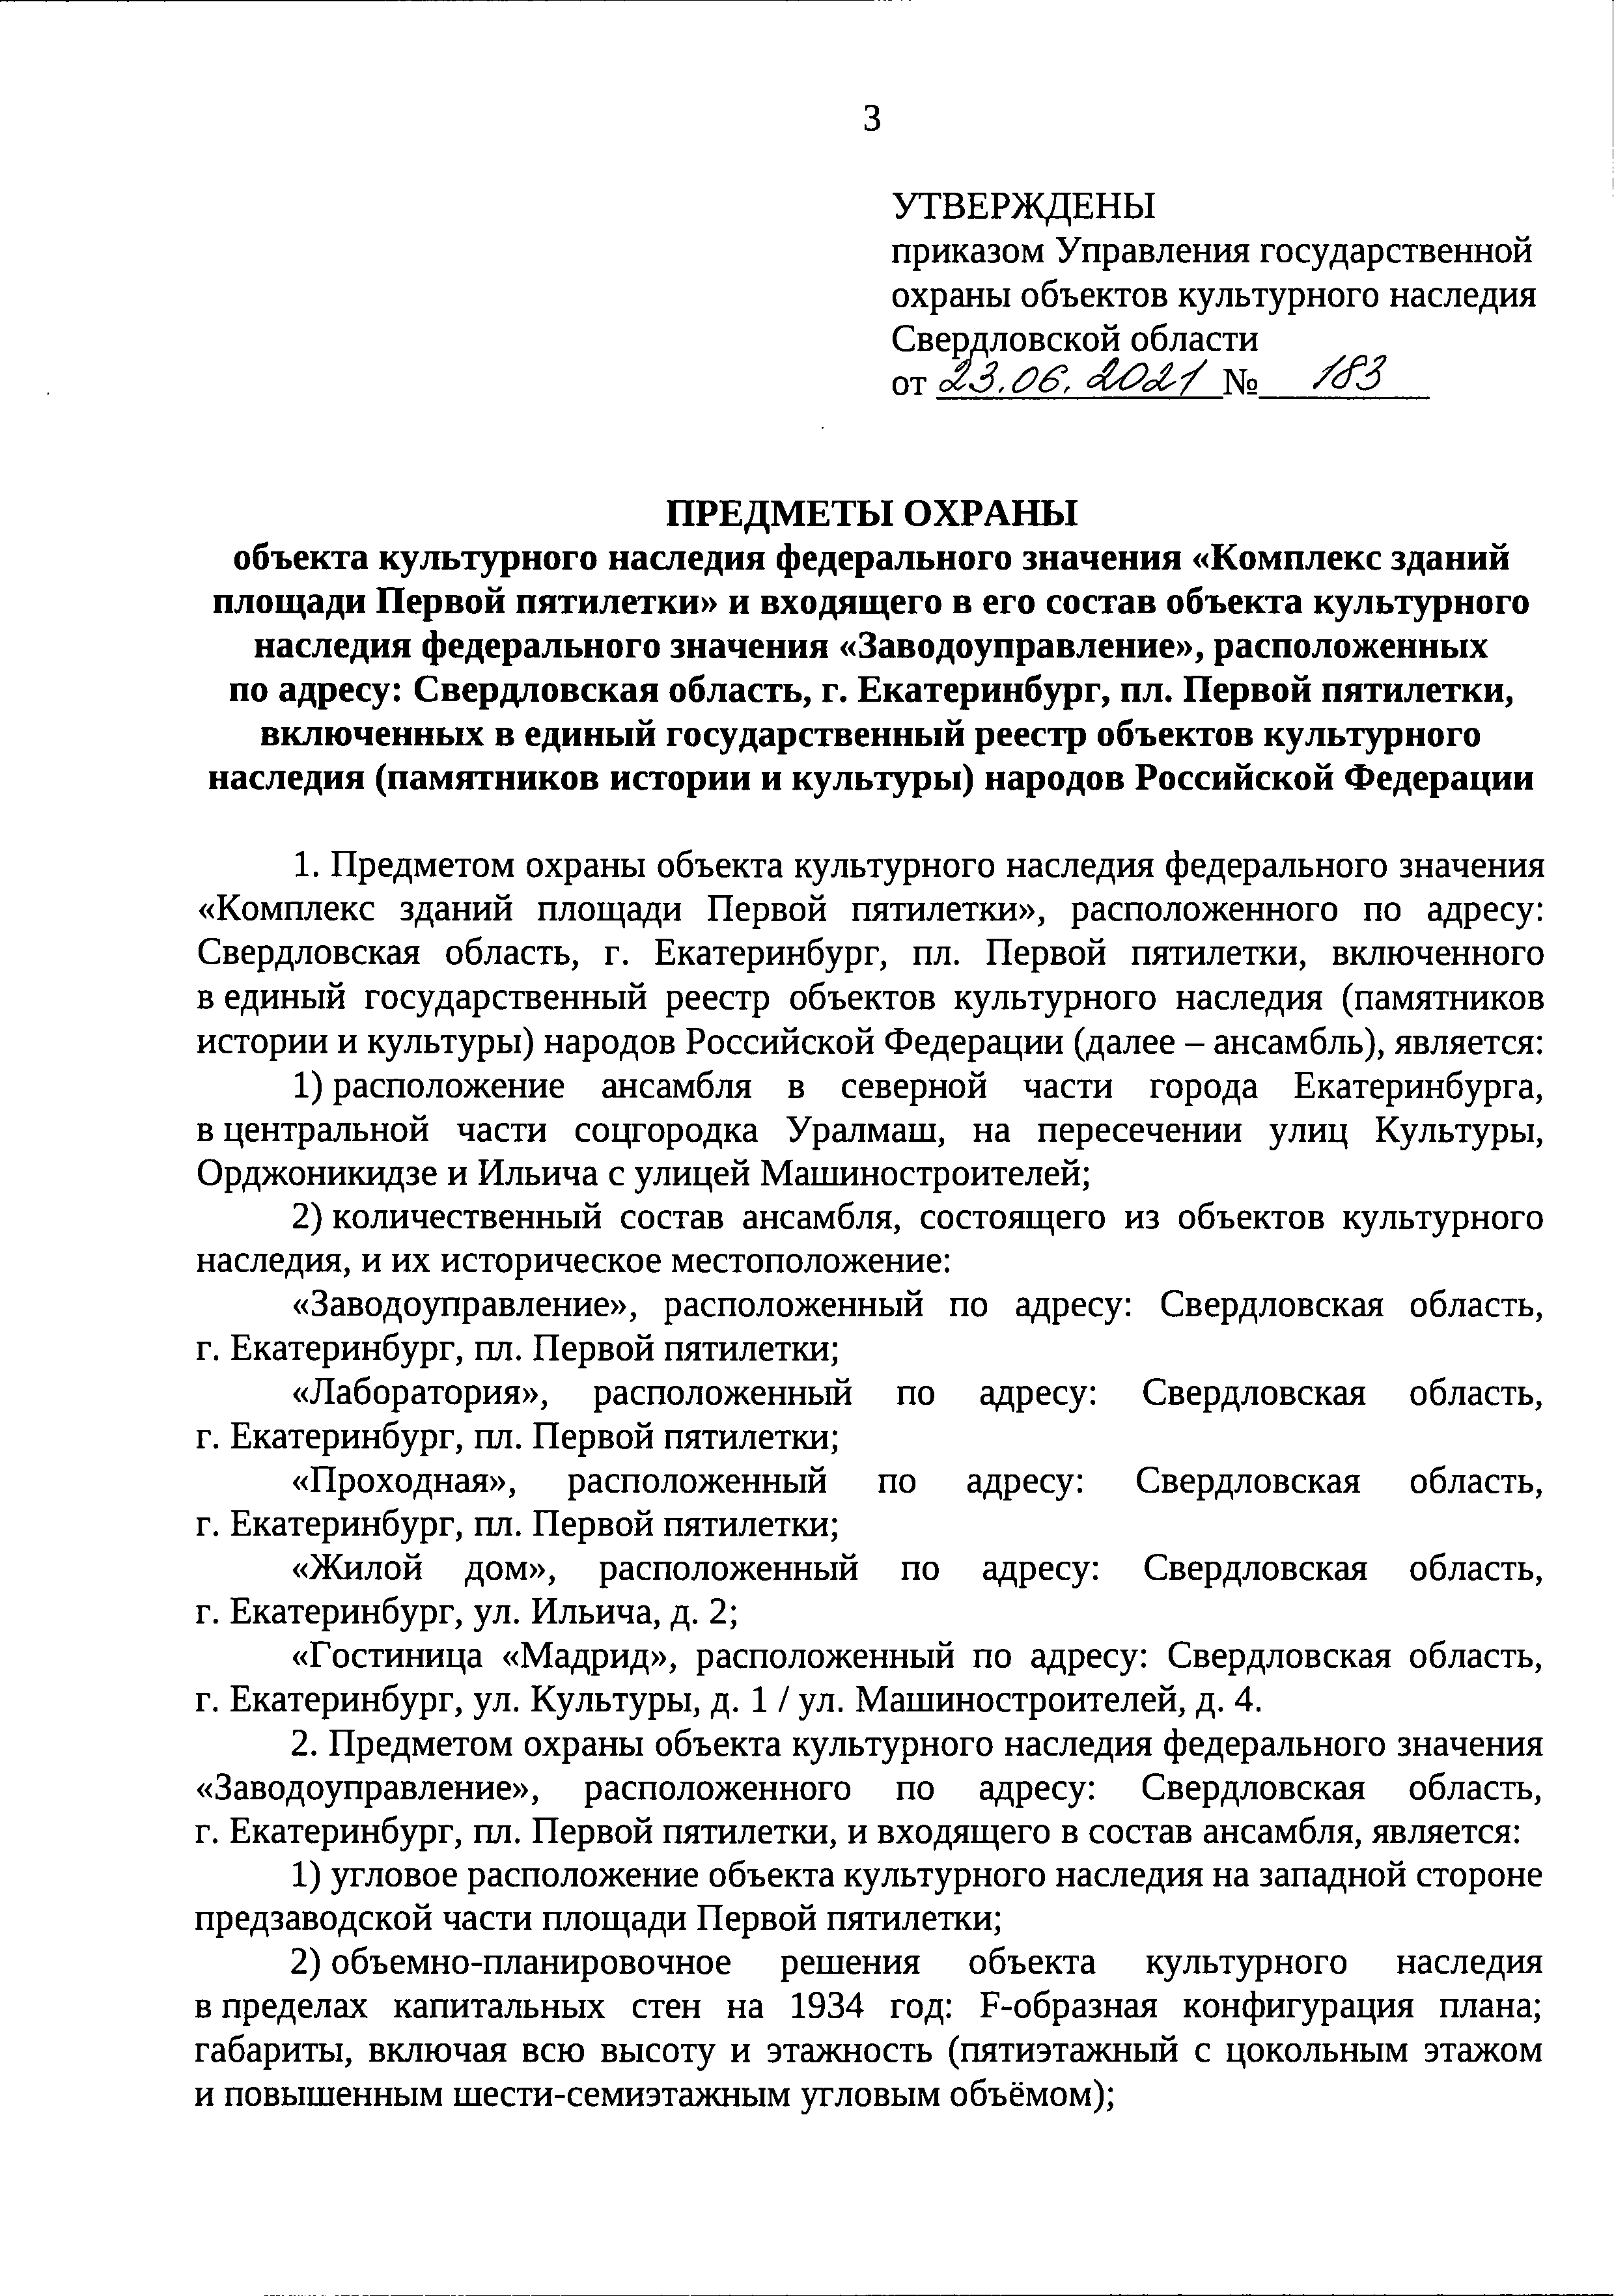 3
УТВЕРЖДЕНЫ
приказом Управления государственной
охраны объектов культурного наследия
Свердловской области
от 23.06.2021 № 183
ПРЕДМЕТЫ ОХРАНЫ
объекта культурного наследия федерального значения «Комплекс зданий
площади Первой пятилетки» и входящего в его состав объекта культурного
наследия федерального значения «Заводоуправление», расположенных
по адресу: Свердловская область, г. Екатеринбург, пл. Первой пятилетки,
включенных в единый государственный реестр объектов культурного
наследия (памятников истории и культуры) народов Российской Федерации
1. Предметом охраны объекта культурного наследия федерального значения
«Комплекс зданий площади Первой пятилетки», расположенного по адресу:
Свердловская область, г. Екатеринбург, пл. Первой пятилетки, включенного
в единый государственный реестр объектов культурного наследия (памятников
истории и культуры) народов Российской Федерации (далее – ансамбль), является:
1) расположение ансамбля в северной части города Екатеринбурга,
в центральной части соцгородка Уралмаш, на пересечении улиц Культуры,
Орджоникидзе и Ильича с улицей Машиностроителей;
2) количественный состав ансамбля, состоящего из объектов культурного
наследия, и их историческое местоположение:
«Заводоуправление», расположенный по адресу: Свердловская область,
г. Екатеринбург, пл. Первой пятилетки;
«Лаборатория», расположенный по адресу: Свердловская область,
г. Екатеринбург, пл. Первой пятилетки;
«Проходная», расположенный по адресу: Свердловская область,
г. Екатеринбург, пл. Первой пятилетки;
«Жилой дом», расположенный по адресу: Свердловская область,
г. Екатеринбург, ул. Ильича, д. 2;
«Гостиница «Мадрид», расположенный по адресу: Свердловская область,
г. Екатеринбург, ул. Культуры, д. 1 / ул. Машиностроителей, д. 4.
2. Предметом охраны объекта культурного наследия федерального значения
«Заводоуправление», расположенного по адресу: Свердловская область,
г. Екатеринбург, пл. Первой пятилетки, и входящего в состав ансамбля, является:
1) угловое расположение объекта культурного наследия на западной стороне
предзаводской части площади Первой пятилетки;
2) объемно-планировочное решения объекта культурного наследия
в пределах капитальных стен на 1934 год: F-образная конфигурация плана;
габариты, включая всю высоту и этажность (пятиэтажный с цокольным этажом
и повышенным шести-семиэтажным угловым объёмом);